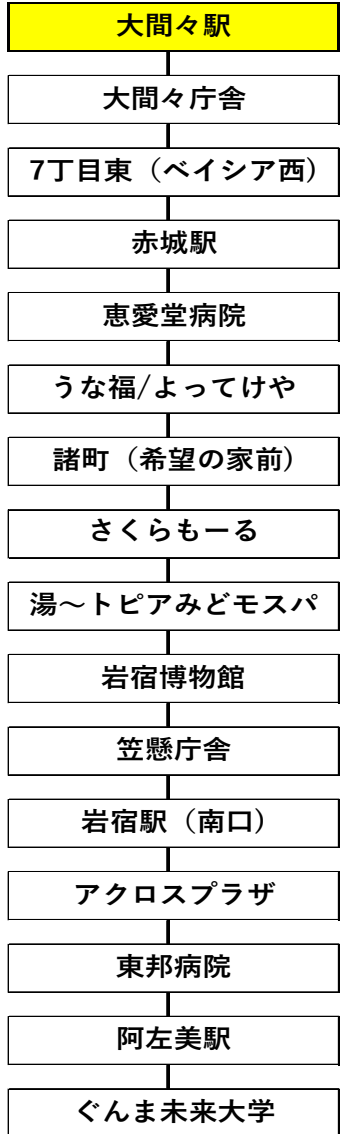 大間々駅
大間々庁舎
7丁目東（ベイシア西）
赤城駅
恵愛堂病院
うな福/よってけや
諸町（希望の家前）
さくらもーる
湯～トピアみどモスパ
岩宿博物館
笠懸庁舎
岩宿駅（南口）
アクロスプラザ
東邦病院
阿左美駅
ぐんま未来大学